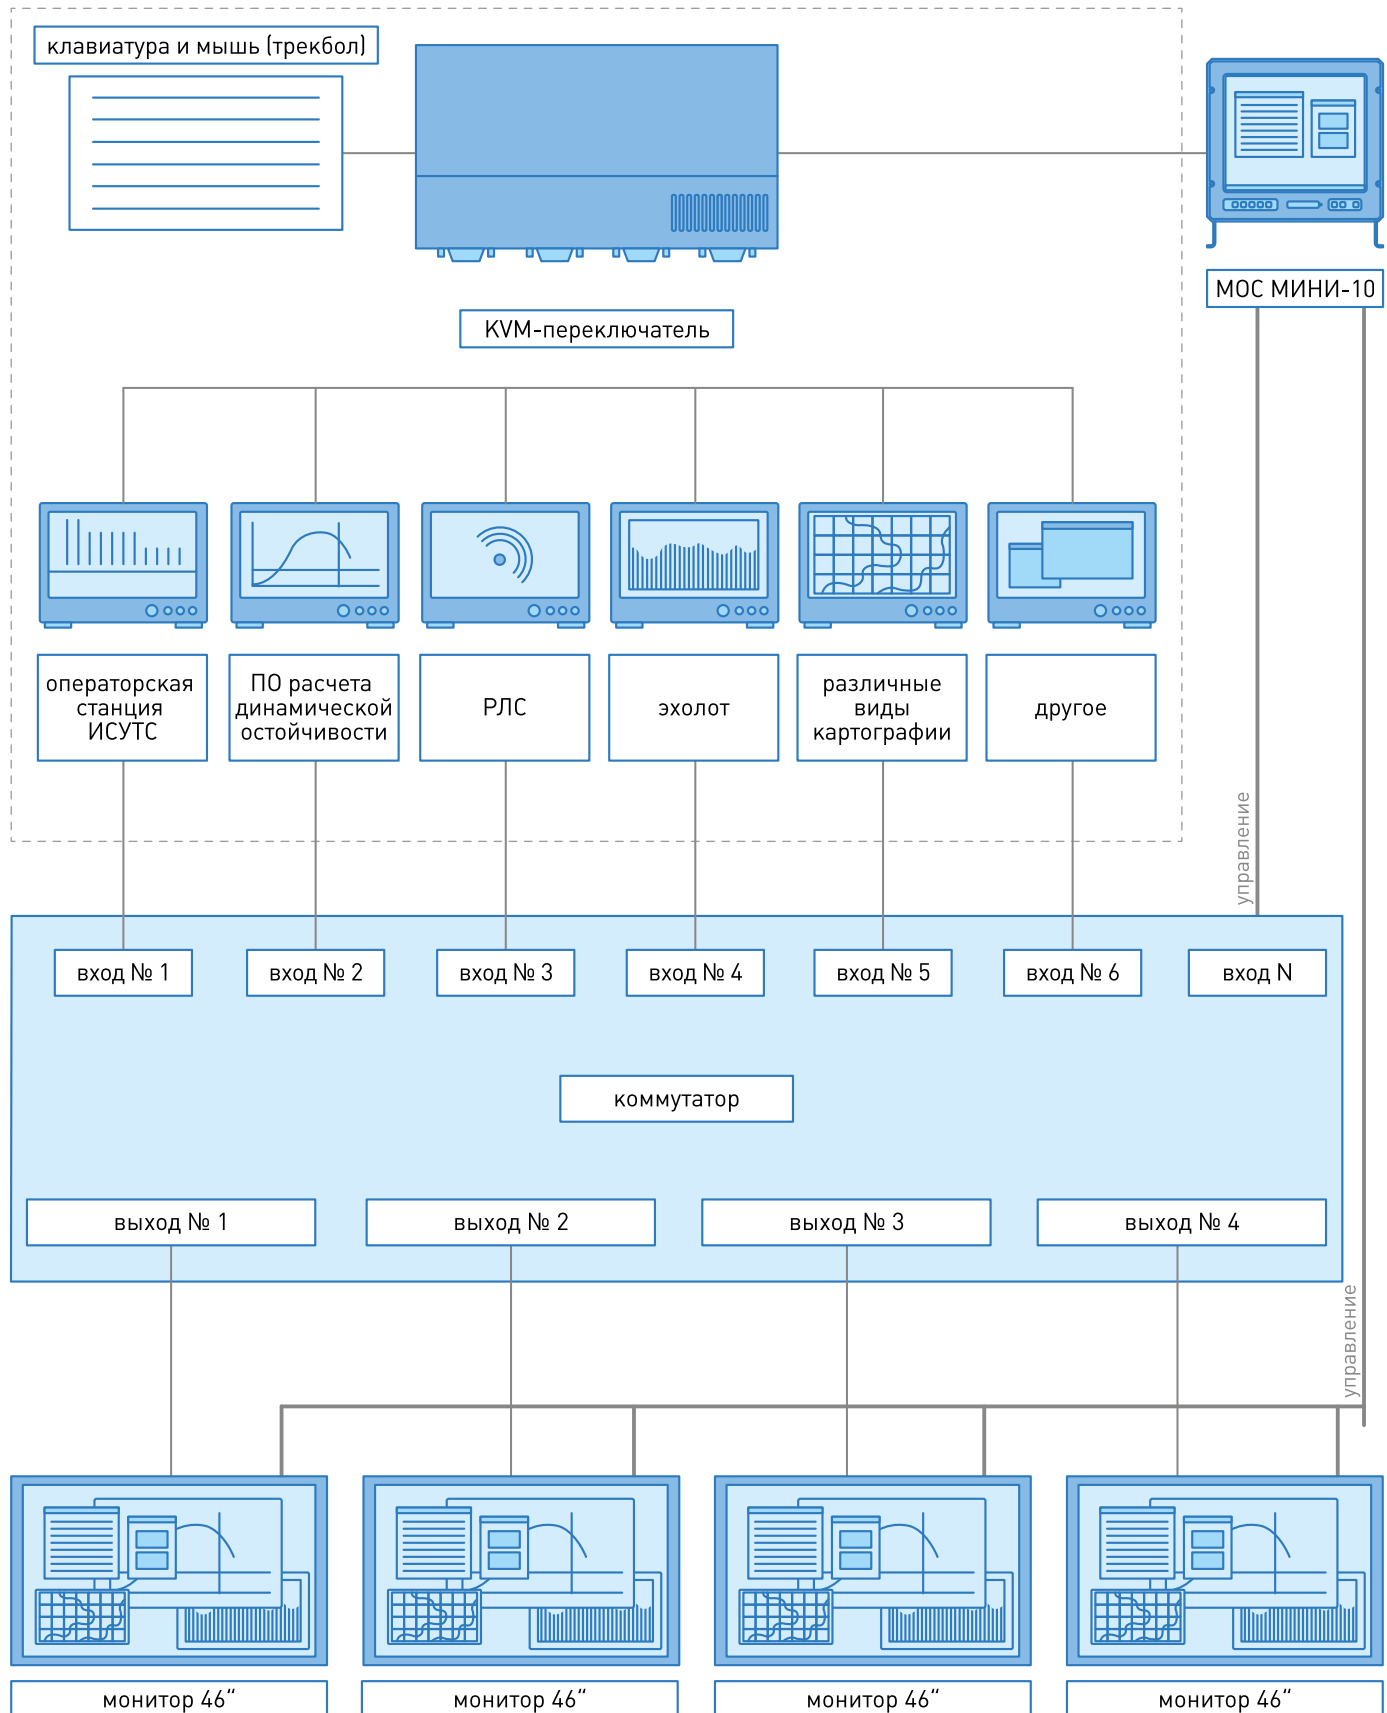 клавиатура и мышь (трекбол)
МОС МИНИ-10
KVM-переключатель
операторская
станция
ИСУТС
ПО расчета
динамической
остойчивости
РЛС
эхолот
различные
виды
картографии
другое
управление
вход № 1
вход № 2
вход № 3
вход № 4
вход № 5
вход № 6
вход N
коммутатор
выход № 1
выход № 2
выход № 3
выход № 4
управление
монитор 46“
монитор 46“
монитор 46“
монитор 46“